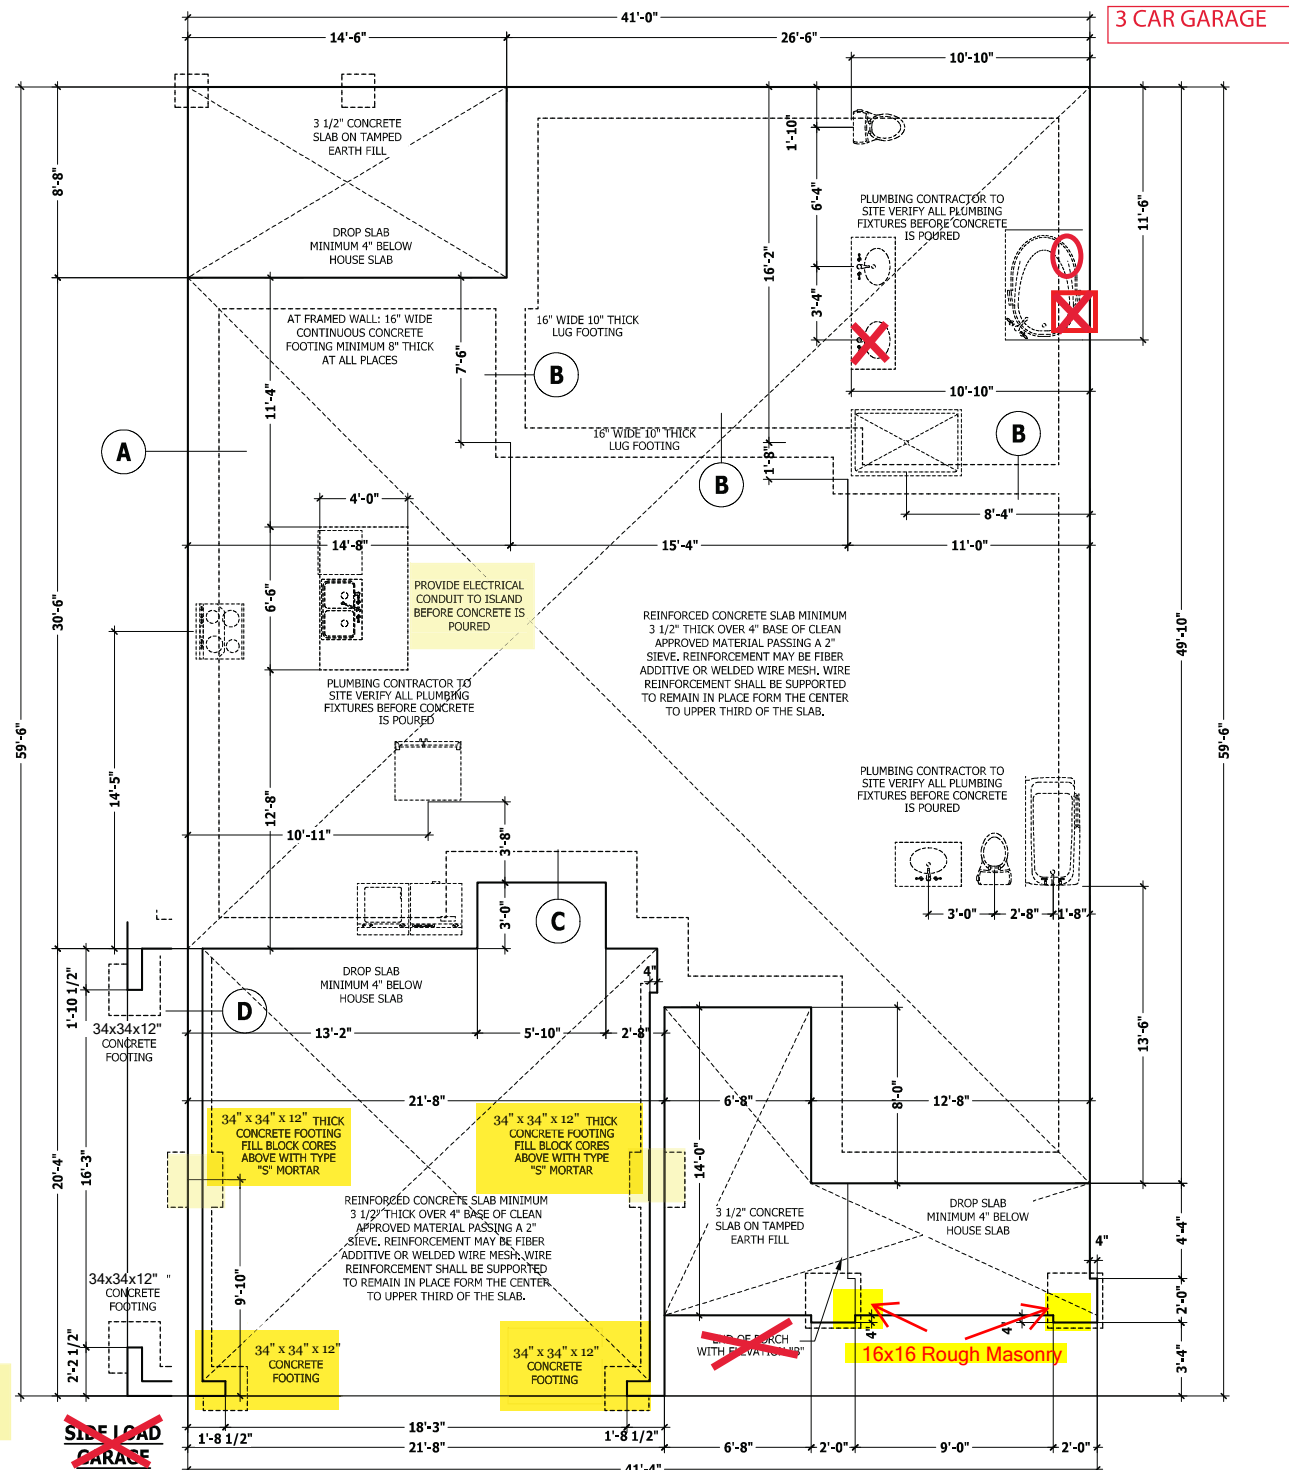 41'-0"
3 CAR GARAGE
14'-6"
26'-6"
10'-10"
3 1/2" CONCRETE
SLAB ON TAMPED
EARTH FILL
1'-10"
8'-8"
6'-4"
PLUMBING CONTRACTOR TO
SITE VERIFY ALL PLUMBING
FIXTURES BEFORE CONCRETE
IS POURED
11'-6"
DROP SLAB
MINIMUM 4" BELOW
HOUSE SLAB
16'-2"
3'-4"
AT FRAMED WALL: 16" WIDE
CONTINUOUS CONCRETE
FOOTING MINIMUM 8" THICK
AT ALL PLACES
16" WIDE 10" THICK
LUG FOOTING
7'-6"
B
11'-4"
10'-10"
A
16" WIDE 10" THICK
LUG FOOTING
B
1'-8"
B
4'-0"
8'-4"
14'-8"
15'-4"
11'-0"
30'-6"
6'-6"
PROVIDE ELECTRICAL
CONDUIT TO ISLAND
BEFORE CONCRETE IS
POURED
REINFORCED CONCRETE SLAB MINIMUM
3 1/2" THICK OVER 4" BASE OF CLEAN
APPROVED MATERIAL PASSING A 2"
SIEVE. REINFORCEMENT MAY BE FIBER
ADDITIVE OR WELDED WIRE MESH. WIRE
REINFORCEMENT SHALL BE SUPPORTED
TO REMAIN IN PLACE FORM THE CENTER
TO UPPER THIRD OF THE SLAB.
49'-10"
PLUMBING CONTRACTOR TO
SITE VERIFY ALL PLUMBING
FIXTURES BEFORE CONCRETE
IS POURED
59'-6"
59'-6"
14'-5"
12'-8"
PLUMBING CONTRACTOR TO
SITE VERIFY ALL PLUMBING
FIXTURES BEFORE CONCRETE
IS POURED
10'-11"
3'-8"
3'-0"
C
3'-0"
2'-8"
1'-8"
DROP SLAB
MINIMUM 4" BELOW
HOUSE SLAB
4"
1'-10 1/2"
D
34x34x12"
CONCRETE
FOOTING
13'-2"
5'-10"
2'-8"
13'-6"
21'-8"
6'-8"
8'-0"
12'-8"
34" x 34" x 12" THICK
CONCRETE FOOTING
FILL BLOCK CORES
ABOVE WITH TYPE
"S" MORTAR
34" x 34" x 12" THICK
CONCRETE FOOTING
FILL BLOCK CORES
ABOVE WITH TYPE
"S" MORTAR
14'-0"
20'-4"
16'-3"
REINFORCED CONCRETE SLAB MINIMUM
3 1/2" THICK OVER 4" BASE OF CLEAN
APPROVED MATERIAL PASSING A 2"
SIEVE. REINFORCEMENT MAY BE FIBER
ADDITIVE OR WELDED WIRE MESH. WIRE
REINFORCEMENT SHALL BE SUPPORTED
TO REMAIN IN PLACE FORM THE CENTER
TO UPPER THIRD OF THE SLAB.
3 1/2" CONCRETE
SLAB ON TAMPED
EARTH FILL
DROP SLAB
MINIMUM 4" BELOW
HOUSE SLAB
4'-4"
4"
34x34x12"
CONCRETE
FOOTING
9'-10"
2'-0"
4"
4"
END OF PORCH
WITH ELEVATION "B"
16x16 Rough Masonry
34" x 34" x 12"
CONCRETE
FOOTING
34" x 34" x 12"
CONCRETE
FOOTING
2'-2 1/2"
3'-4"
SIDE LOAD
GARAGE
18'-3"
1'-8 1/2"
1'-8 1/2"
21'-8"
6'-8"
2'-0"
9'-0"
2'-0"
41'-4"